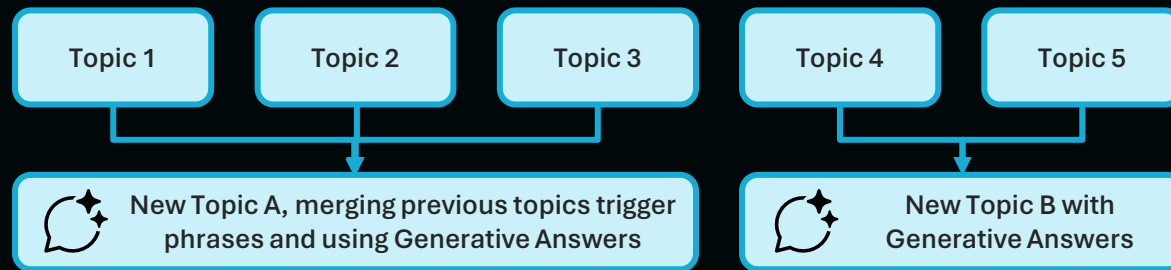 Topic 1
Topic 2
Topic 3
Topic 4
Topic 5
New Topic A, merging previous topics trigger
phrases and using Generative Answers
New Topic B with
Generative Answers